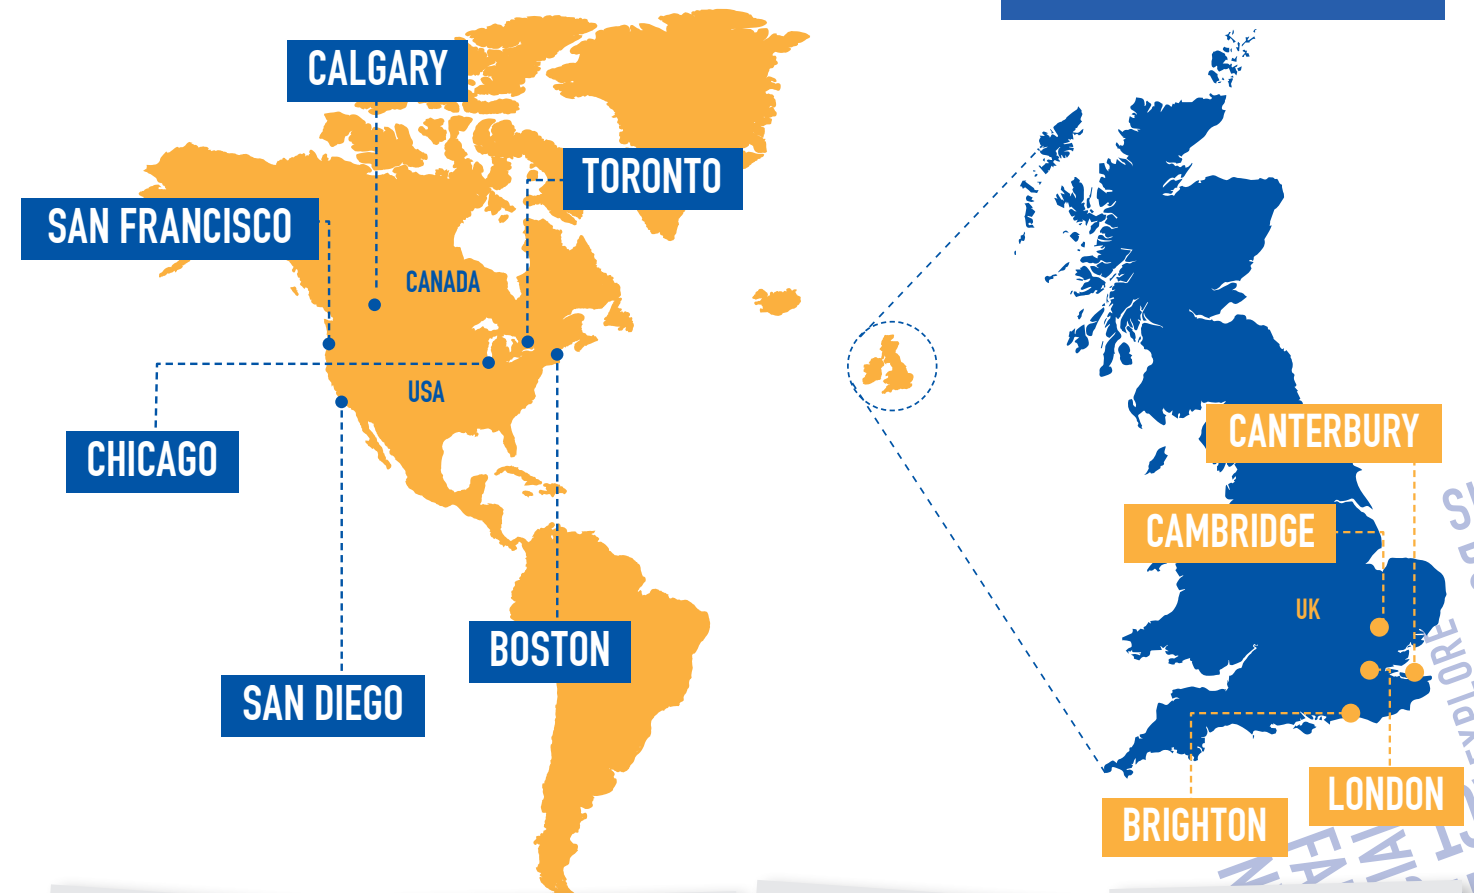 CALGARY
TORONTO
SAN FRANCISCO
CANADA
USA
CHICAGO
BOSTON
SAN DIEGO
CANTERBURY
CAMBRIDGE
UK
LONDON
BRIGHTON